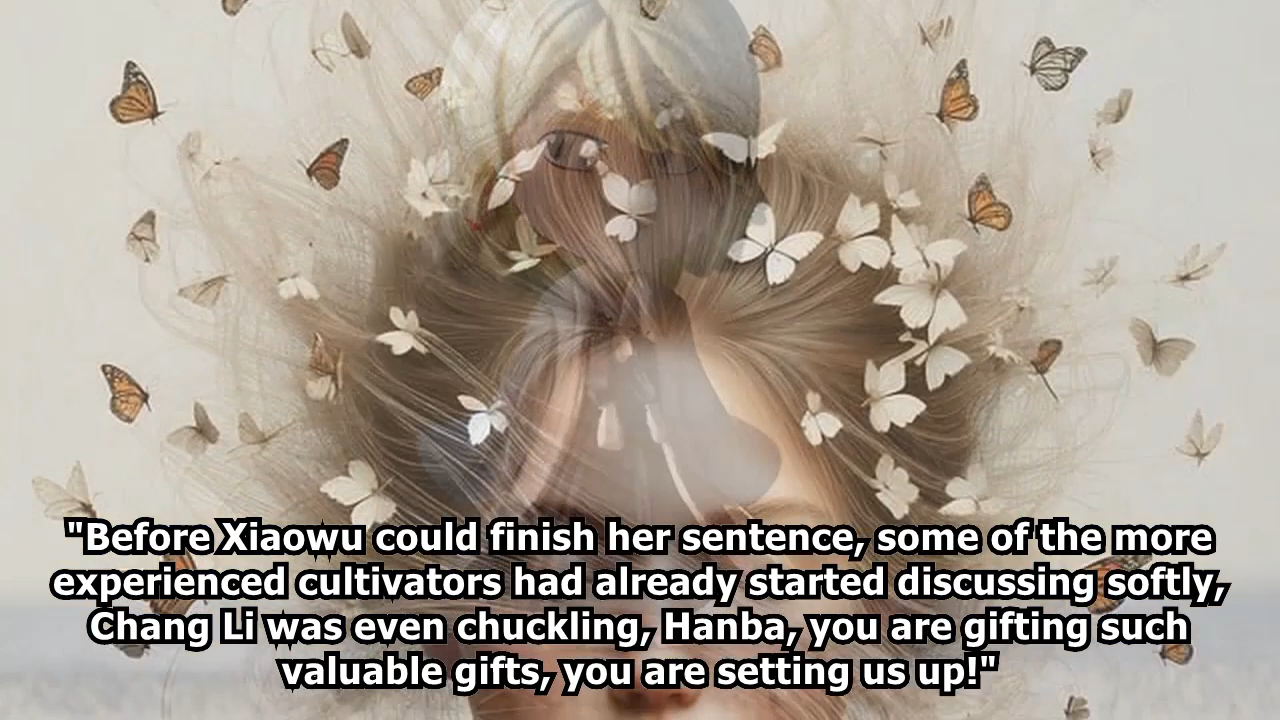 "Before Xiaowu could finish her sentence, some of the more
experienced cultivators had already started discussing softly,
Chang Li was even chuckling, Hanba, you are gifting such
valuable gifts, you are setting us up!"